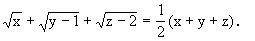 √x + √(y − 1) + √(z − 2) = 1/2 (x + y + z).